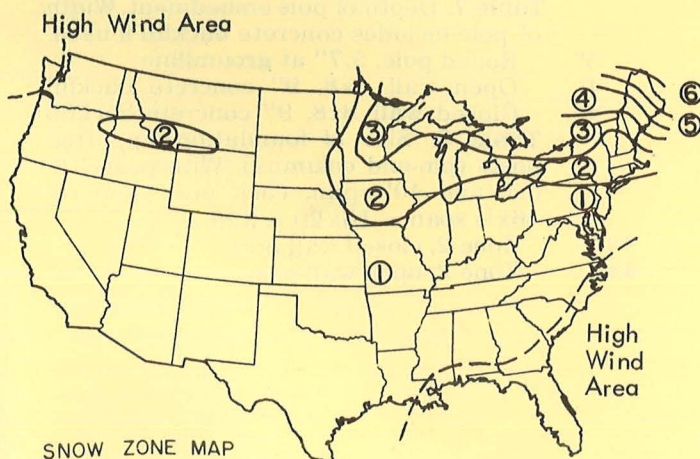 High Wind Area
②
③
②
①
④
③
②
①
⑥
⑤
High
Wind
Area
SNOW ZONE MAP